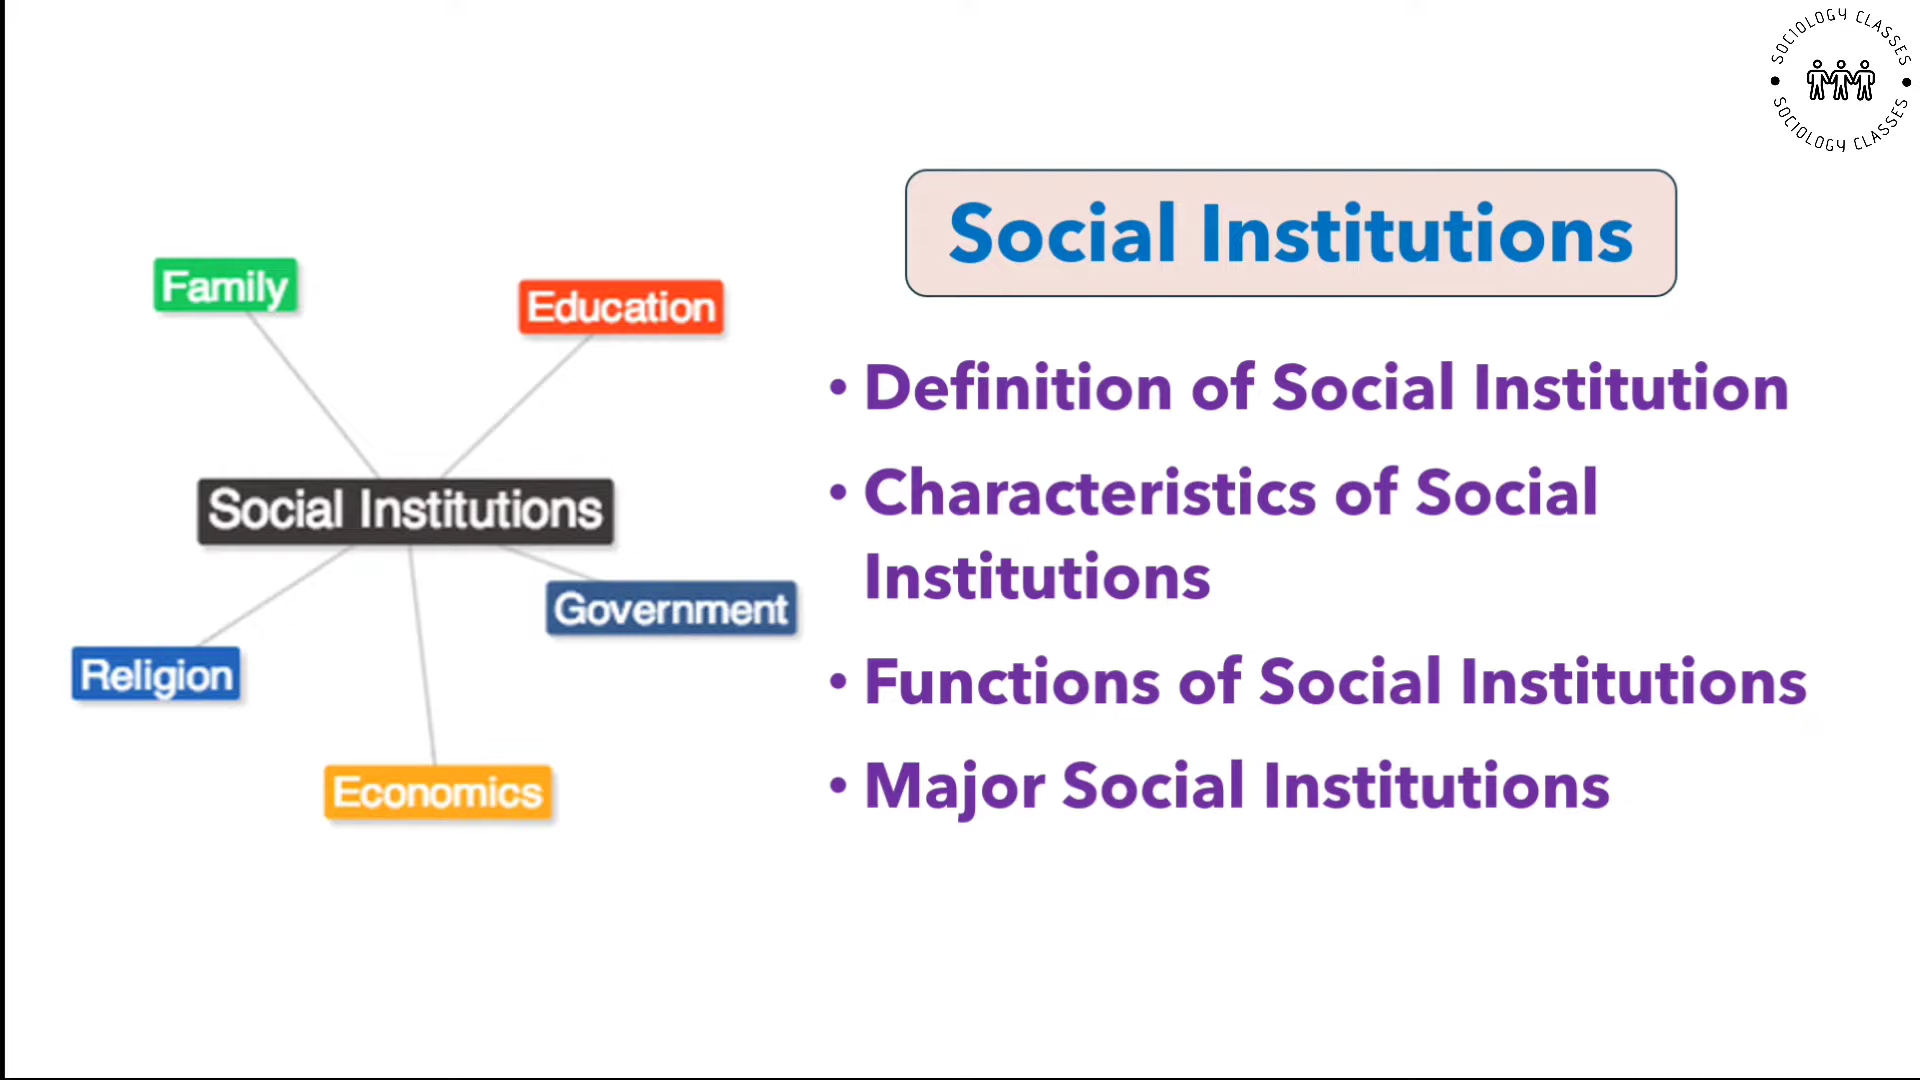 SOCIOLOGY CLASSES
SOCIOLOGY CLASSES
Social Institutions
Family
Education
Social Institutions
Government
Religion
Economics
• Definition of Social Institution
• Characteristics of Social
Institutions
• Functions of Social Institutions
• Major Social Institutions